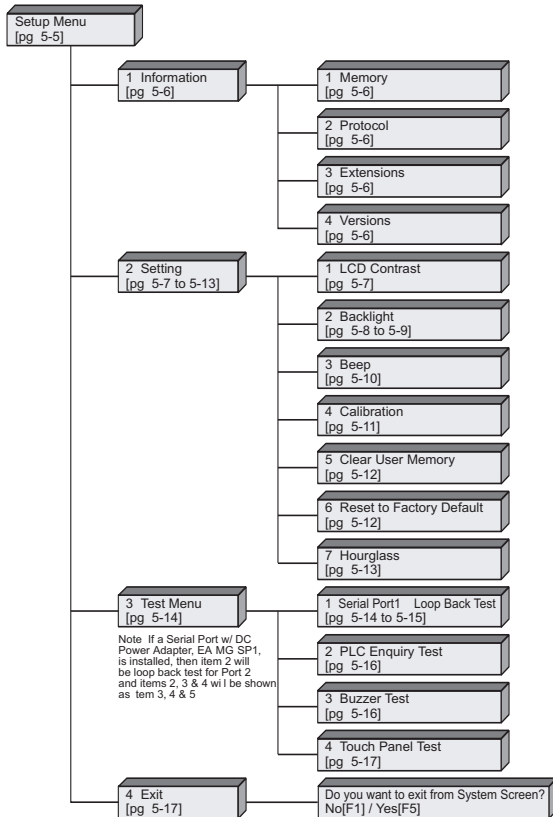 Setup Menu
[pg 5-5]
1 Information
[pg 5-6]
1 Memory
[pg 5-6]
2 Protocol
[pg 5-6]
3 Extensions
[pg 5-6]
4 Versions
[pg 5-6]
2 Setting
[pg 5-7 to 5-13]
1 LCD Contrast
[pg 5-7]
2 Backlight
[pg 5-8 to 5-9]
3 Beep
[pg 5-10]
4 Calibration
[pg 5-11]
5 Clear User Memory
[pg 5-12]
6 Reset to Factory Default
[pg 5-12]
7 Hourglass
[pg 5-13]
3 Test Menu
[pg 5-14]
Note If a Serial Port w/ DC
Power Adapter, EA MG SP1,
is installed, then item 2 will
be loop back test for Port 2
and items 2, 3 & 4 wi l be shown
as tem 3, 4 & 5
1 Serial Port1 Loop Back Test
[pg 5-14 to 5-15]
2 PLC Enquiry Test
[pg 5-16]
3 Buzzer Test
[pg 5-16]
4 Touch Panel Test
[pg 5-17]
4 Exit
[pg 5-17]
Do you want to exit from System Screen?
No[F1] / Yes[F5]